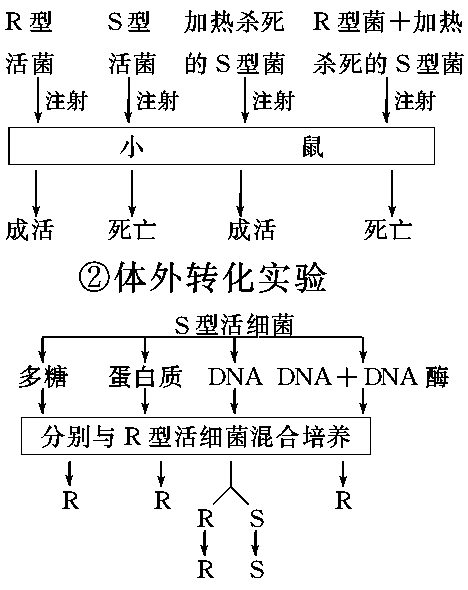 R型 S型 加热杀死 R型菌＋加热
活菌 活菌 的S型菌 杀死的S型菌
注射 注射 注射 注射
小 鼠
成活 死亡 成活 死亡
②体外转化实验
S型活细菌
多糖 蛋白质 DNA DNA＋DNA酶
分别与R型活细菌混合培养
R R R
R S
R S